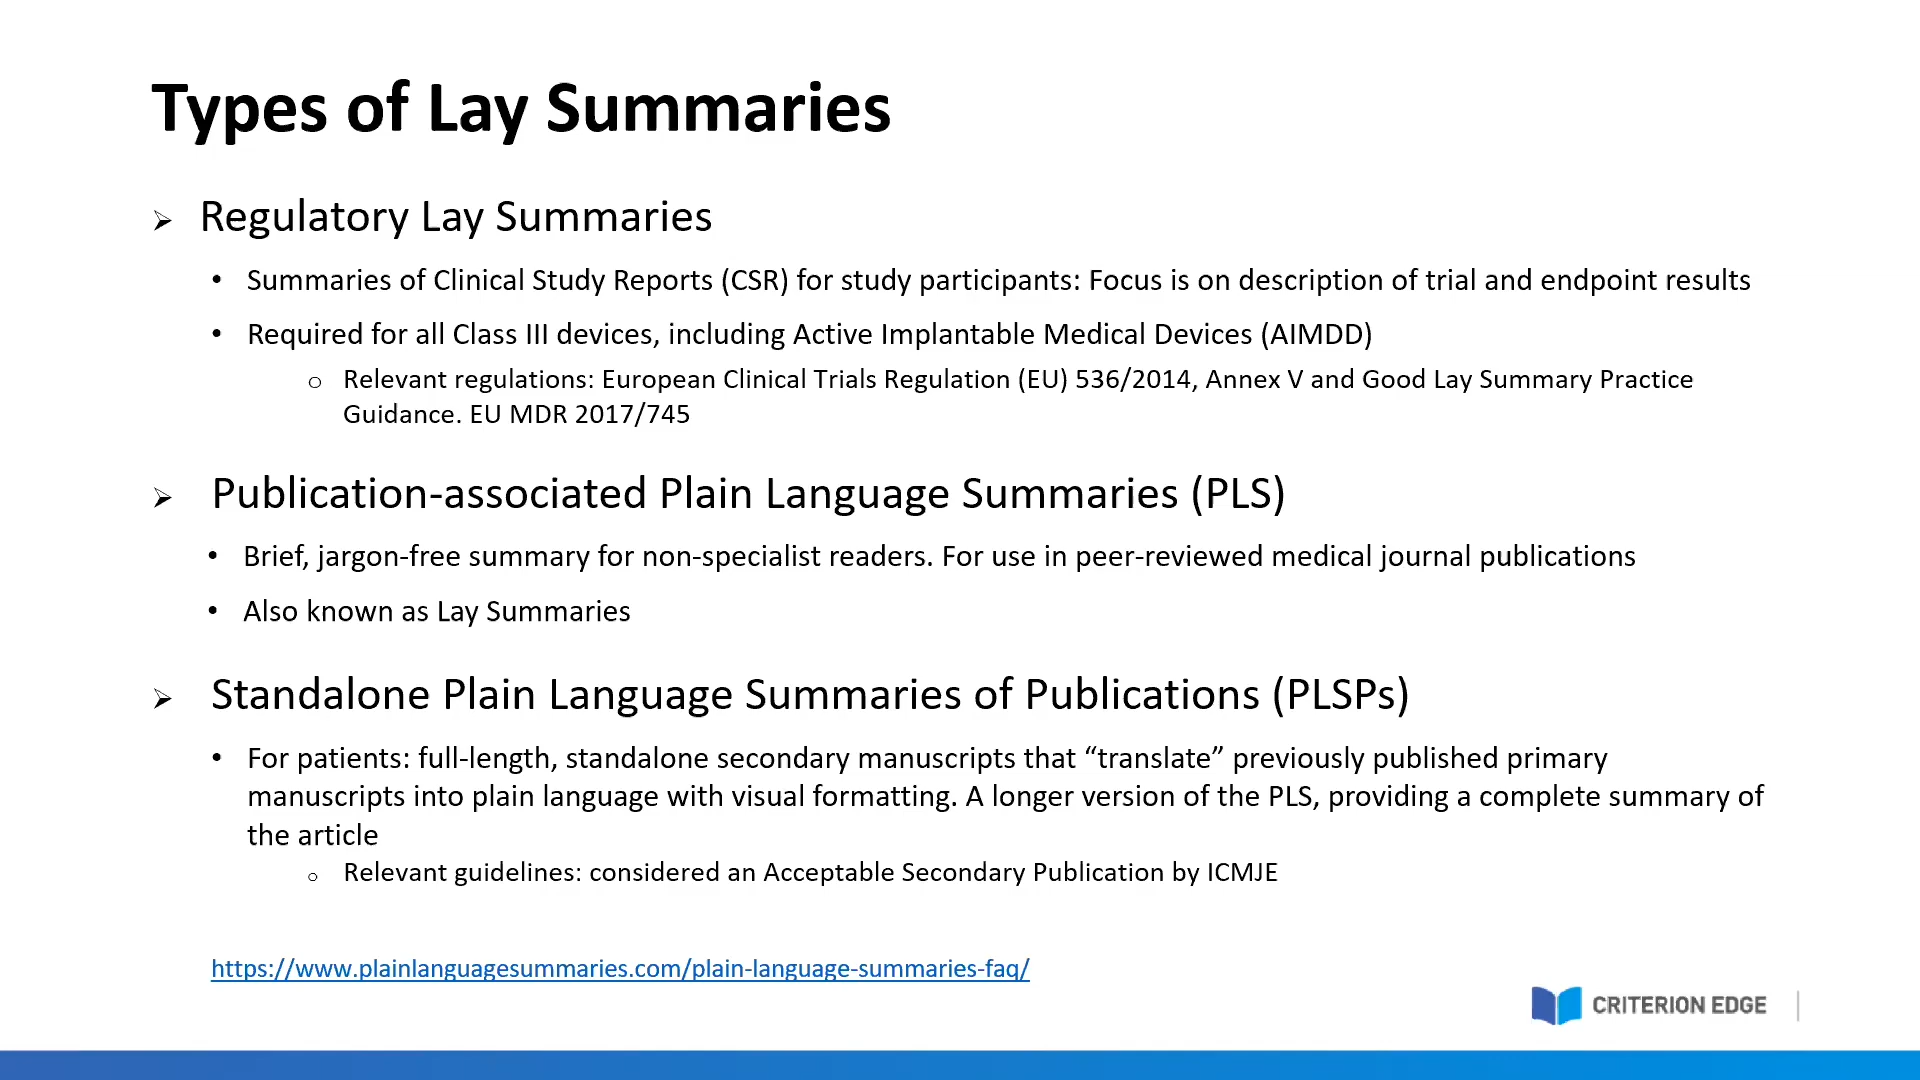 Types of Lay Summaries
➢ Regulatory Lay Summaries
• Summaries of Clinical Study Reports (CSR) for study participants: Focus is on description of trial and endpoint results
• Required for all Class III devices, including Active Implantable Medical Devices (AIMDD)
o Relevant regulations: European Clinical Trials Regulation (EU) 536/2014, Annex V and Good Lay Summary Practice
Guidance. EU MDR 2017/745
➢ Publication-associated Plain Language Summaries (PLS)
• Brief, jargon-free summary for non-specialist readers. For use in peer-reviewed medical journal publications
• Also known as Lay Summaries
➢ Standalone Plain Language Summaries of Publications (PLSPs)
• For patients: full-length, standalone secondary manuscripts that “translate” previously published primary
manuscripts into plain language with visual formatting. A longer version of the PLS, providing a complete summary of
the article
o Relevant guidelines: considered an Acceptable Secondary Publication by ICMJE
https://www.plainlanguagesummaries.com/plain-language-summaries-faq/
CRITERION EDGE